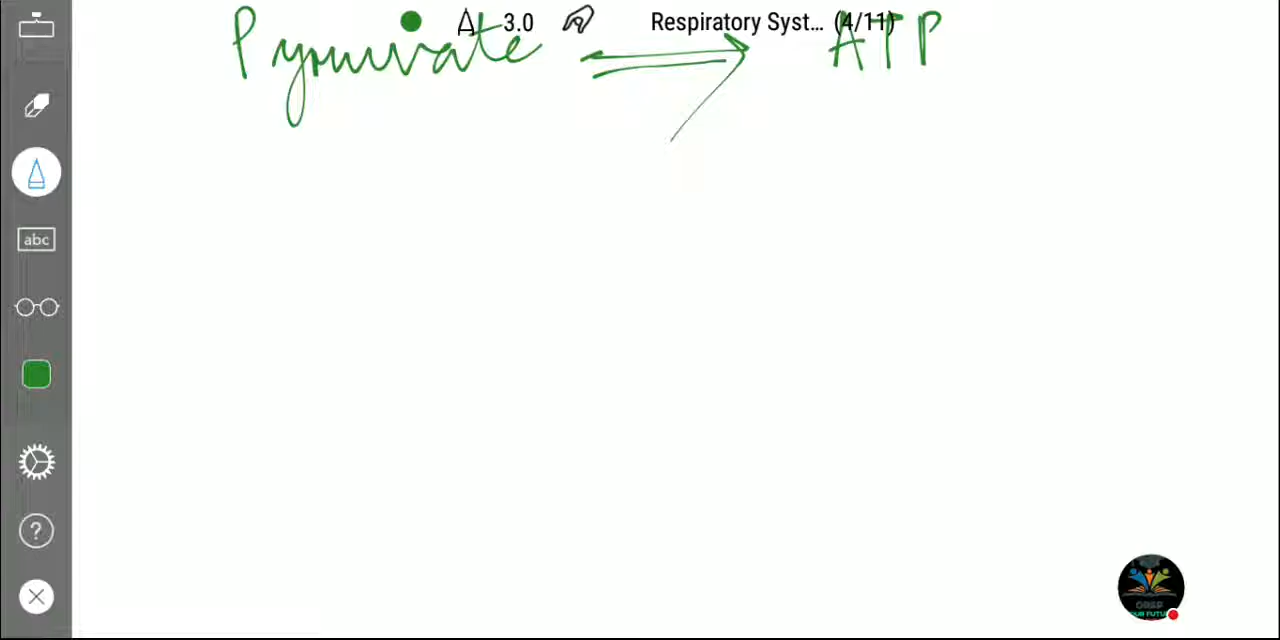 3.0 Respiratory Syst... (4/11)
Pyruvate ATP
abc
?